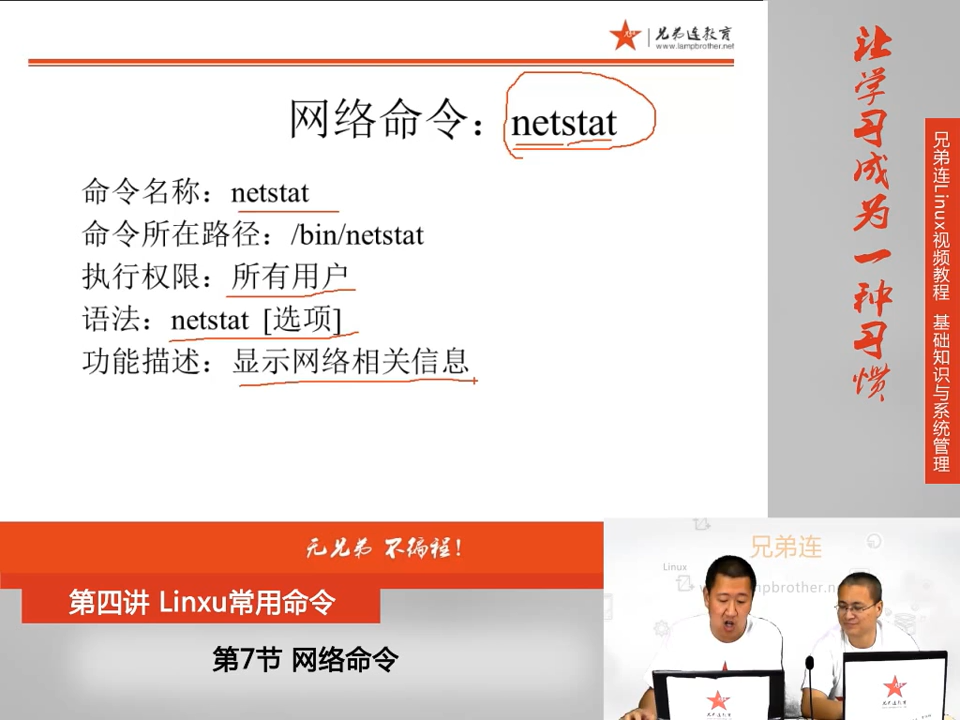 兄弟连教育
www.lampbrother.net
网络命令：netstat
命令名称：netstat
命令所在路径：/bin/netstat
执行权限：所有用户
语法：netstat [选项]
功能描述：显示网络相关信息
让学习成为一种习惯
兄弟连Linux视频教程 基础知识与系统管理
无兄弟 不编程!
第四讲 Linxu常用命令
第7节 网络命令
兄弟连
Linux
兄弟连教育